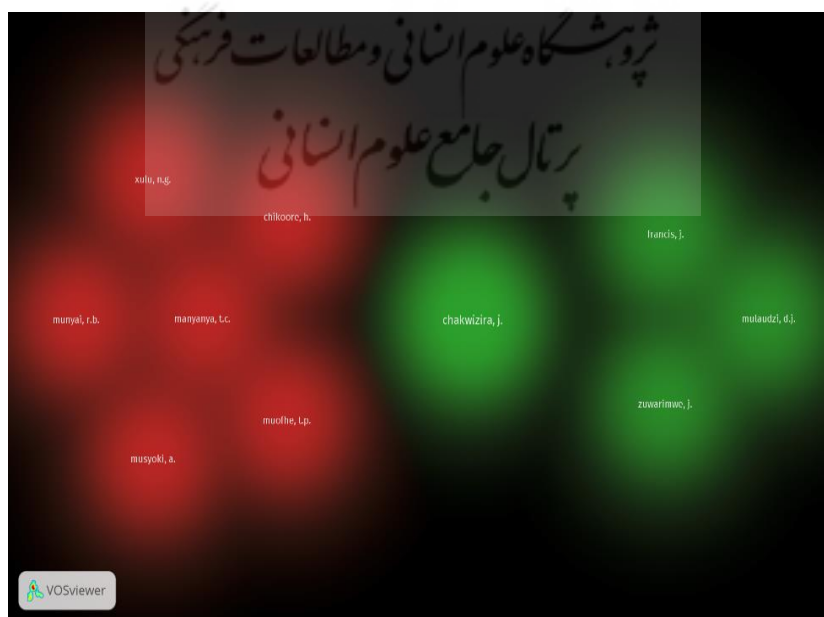 پژوهشگاه علوم انسانی و مطالعات فرهنگی
پرتال جامع علوم انسانی
xulu, n.g.
chikoore, h.
francis, j.
munyai, r.b.
manyanya, t.c.
chakwizira, j.
mulaudzi, d.j.
zuwarimwe, j.
muofhe, t.p.
musyoki, a.
VOSviewer